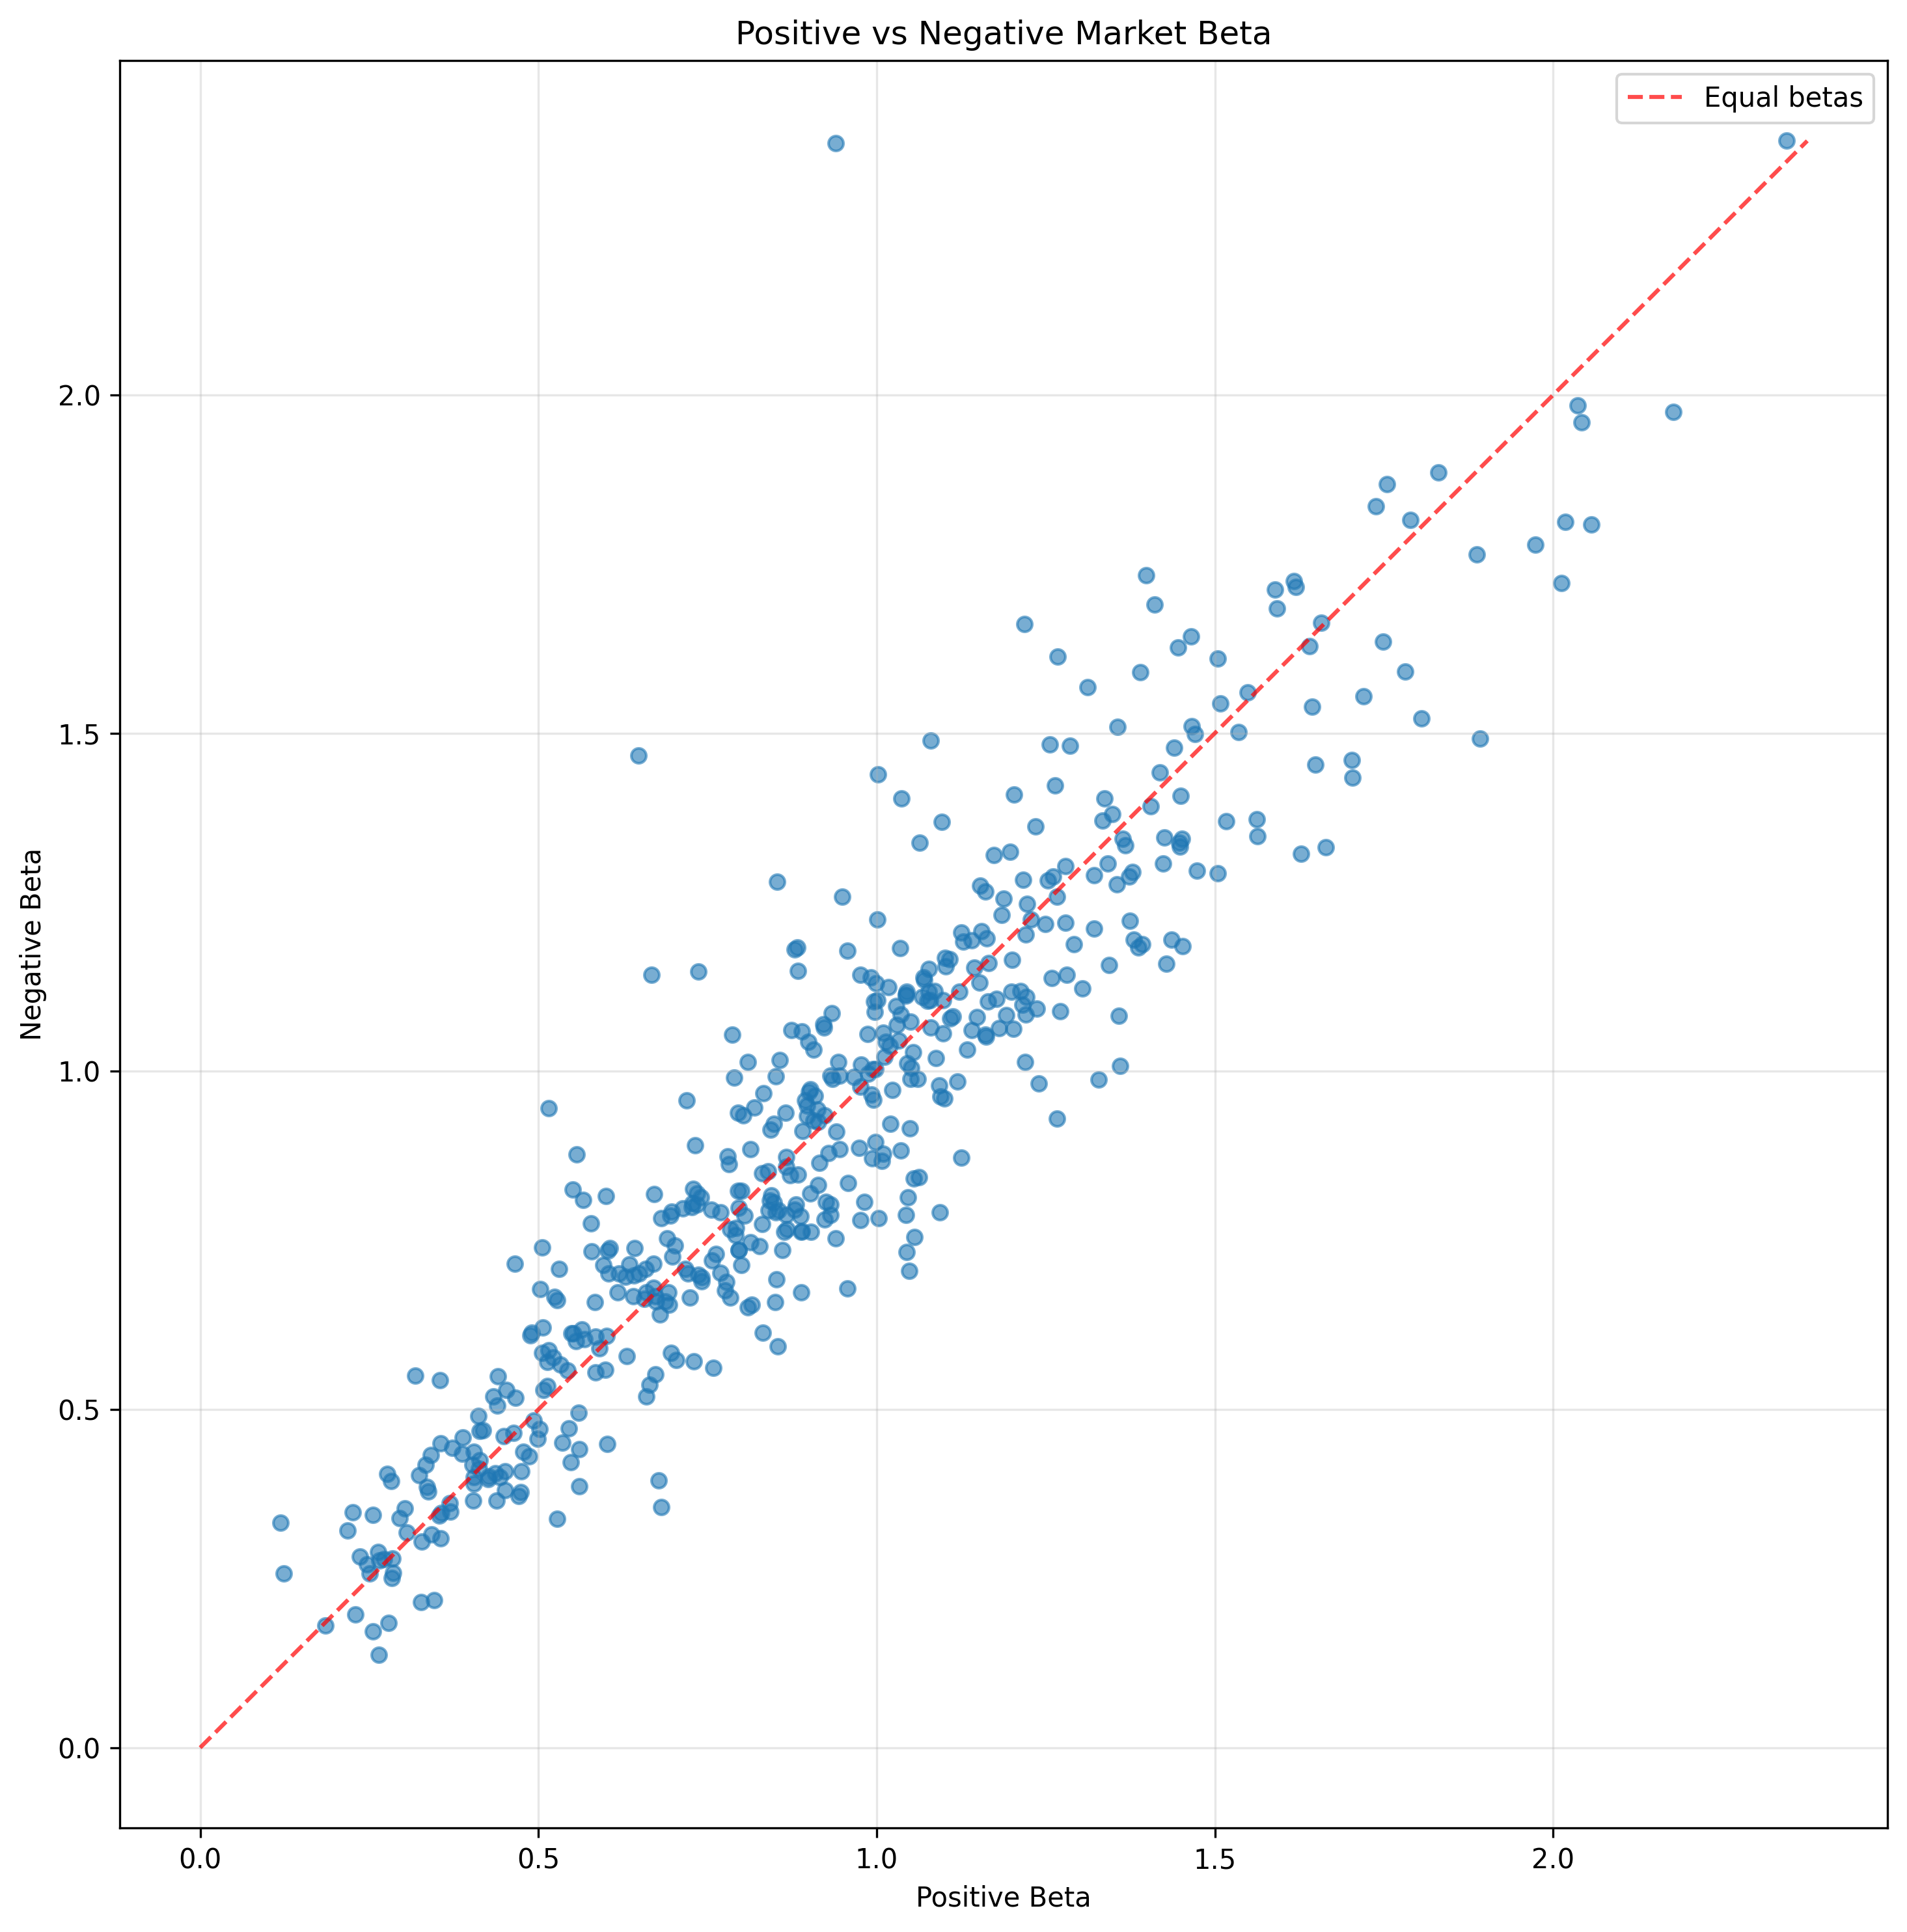 Positive vs Negative Market Beta
Equal betas
Negative Beta
2.0
1.5
1.0
0.5
0.0
0.0 0.5 1.0 1.5 2.0
Positive Beta